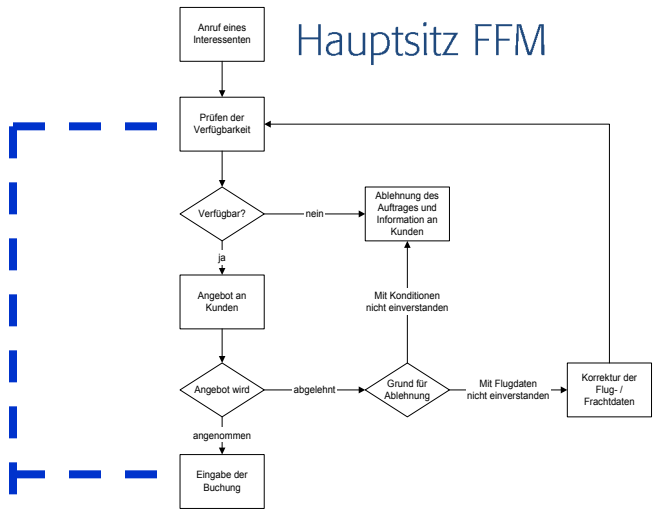 Anruf eines
Interessenten
Hauptsitz FFM
Prüfen der
Verfügbarkeit
Verfügbar?
nein
Ablehnung des
Auftrages und
Information an
Kunden
ja
Angebot an
Kunden
Mit Konditionen
nicht einverstanden
Angebot wird
abgelehnt
Grund für
Ablehnung
Mit Flugdaten
nicht einverstanden
Korrektur der
Flug- /
Frachtdaten
angenommen
Eingabe der
Buchung